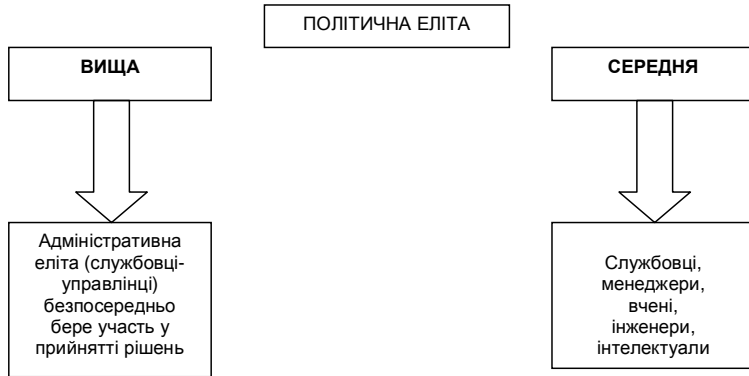 ПОЛІТИЧНА ЕЛІТА
ВИЩА
Адміністративна
еліта (службовці-
управлінці)
безпосередньо
бере участь у
прийнятті рішень
СЕРЕДНЯ
Службовці,
менеджери,
вчені,
інженери,
інтелектуали